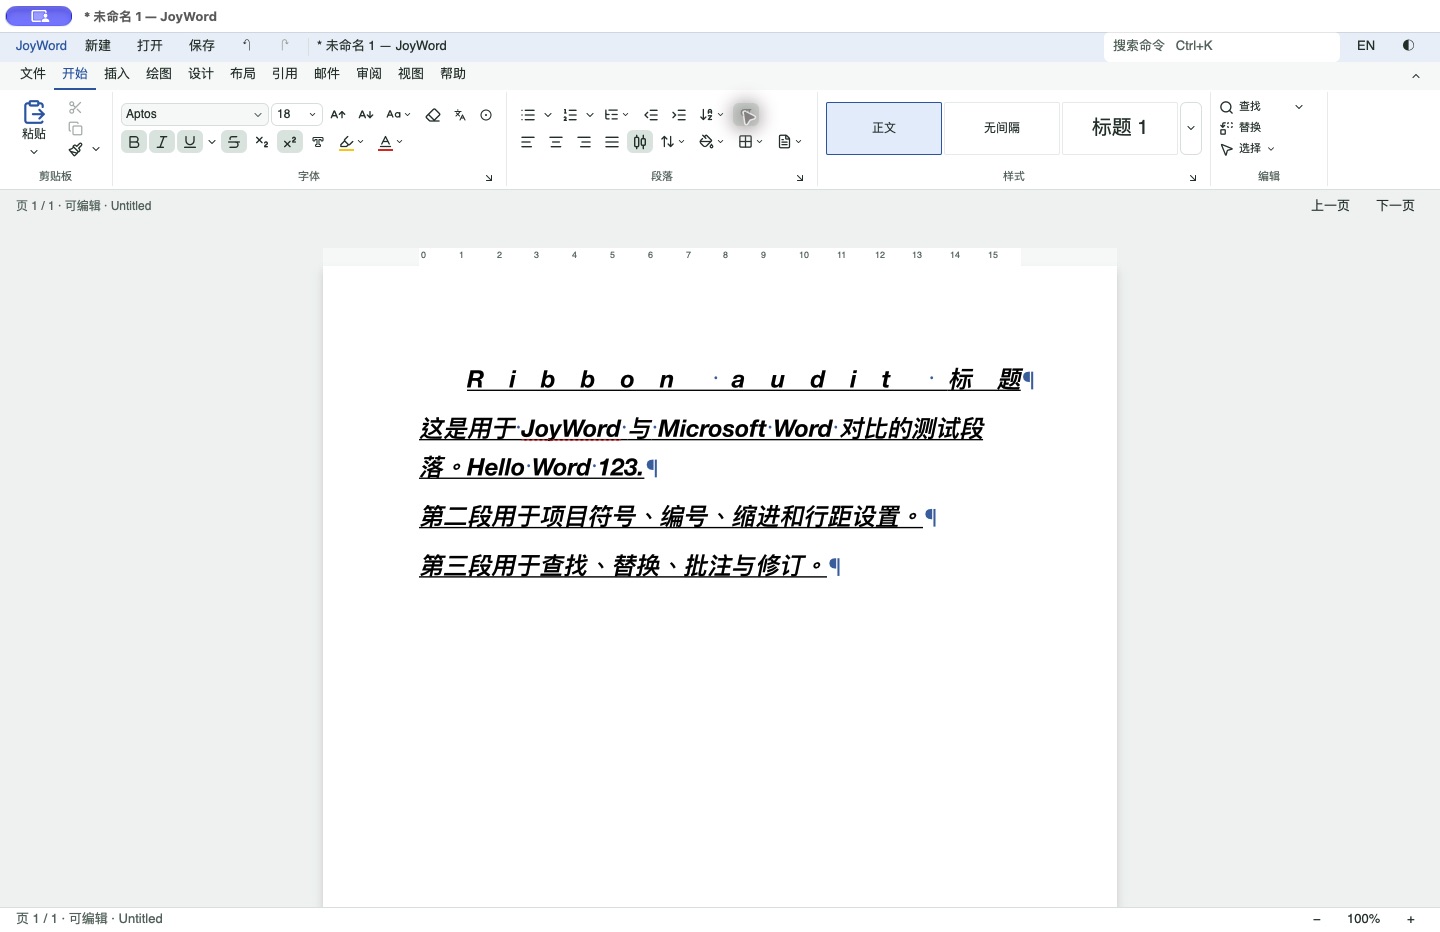 * 未命名 1 — JoyWord
JoyWord 新建 打开 保存 * 未命名 1 — JoyWord 搜索命令 Ctrl+K EN
文件 开始 插入 绘图 设计 布局 引用 邮件 审阅 视图 帮助
粘贴
剪贴板
Aptos 18
字体
段落
正文 无间隔 标题 1
样式
查找
替换
选择
编辑
页 1 / 1 · 可编辑 · Untitled 上一页 下一页
0 1 2 3 4 5 6 7 8 9 10 11 12 13 14 15
Ribbon·audit·标题¶
这是用于·JoyWord·与·Microsoft·Word·对比的测试段
落。Hello·Word·123.¶
第二段用于项目符号、编号、缩进和行距设置。¶
第三段用于查找、替换、批注与修订。¶
页 1 / 1 · 可编辑 · Untitled − 100% +